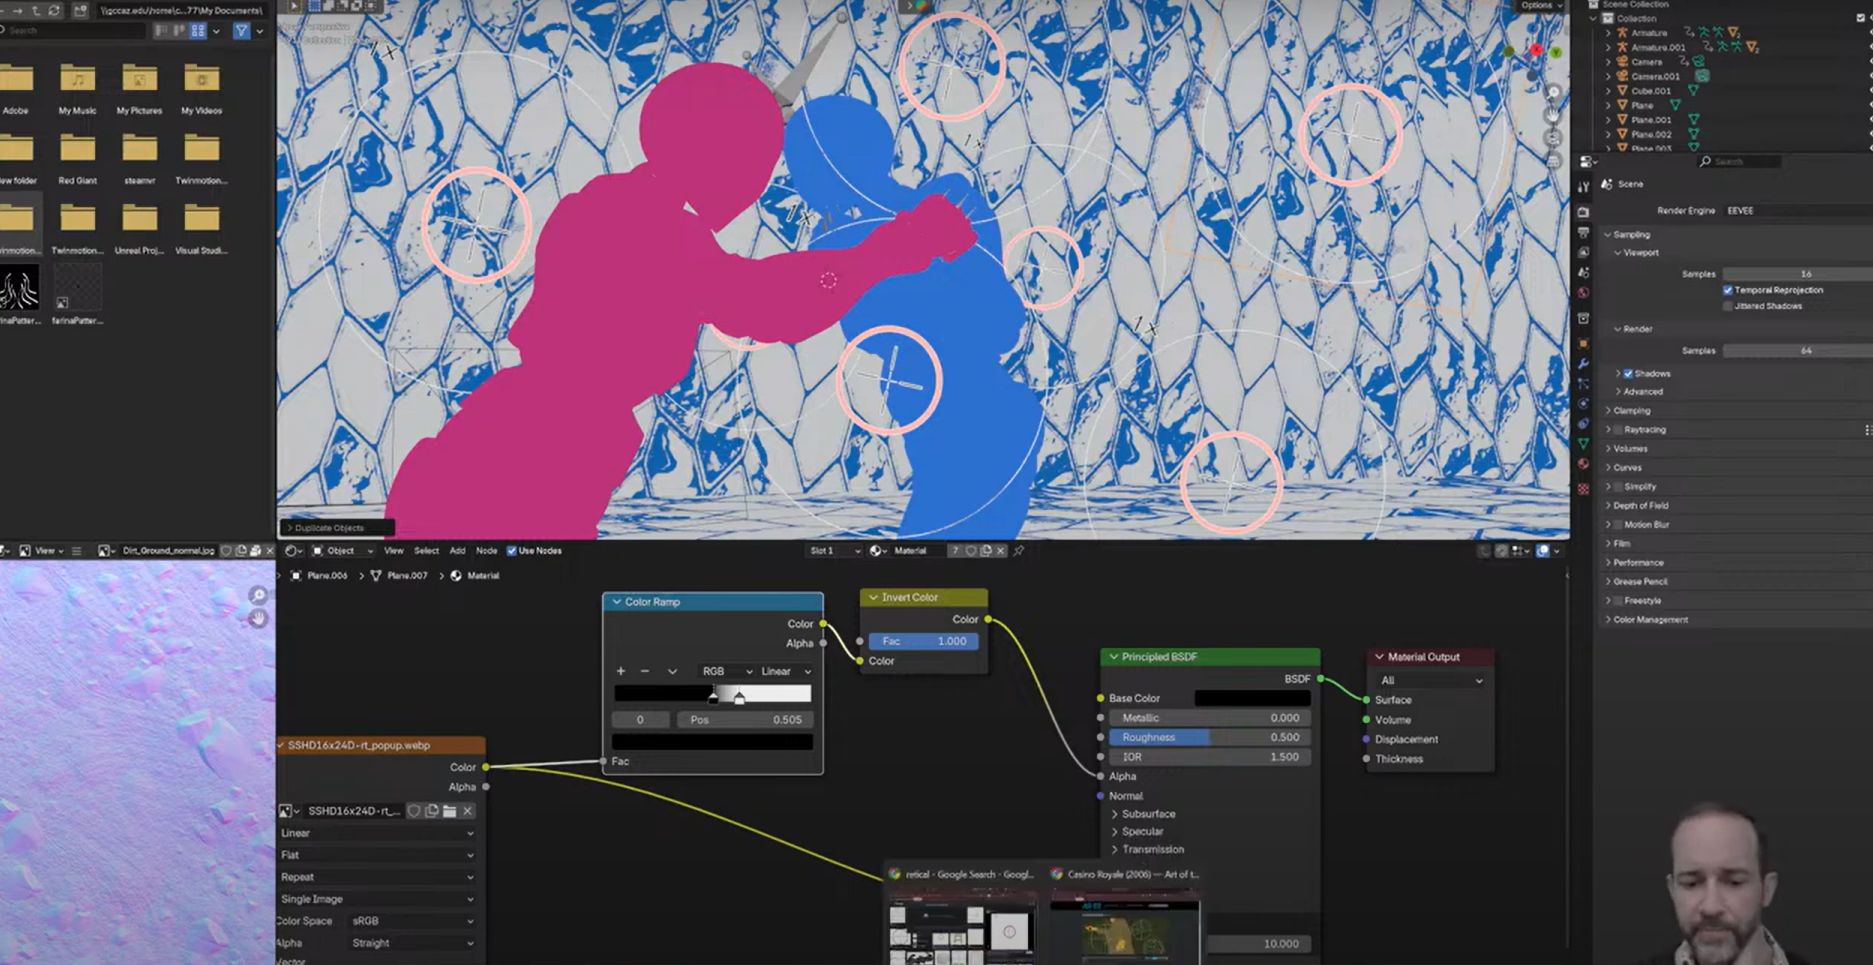 \\gccaz.edu\home\c...77\My Documents\
Search
Adobe
My Music
My Pictures
My Videos
ew folder
Red Giant
steamvr
Twinmotion...
winmotion...
Twinmotion...
Unreal Proj...
Visual Studi...
farinaPatter...
1X
1X
1X
1X
Options
> Duplicate Objects
Scene Collection
Collection
Armature
Armature.001
Camera
Camera.001
Cube.001
Plane
Plane.001
Plane.002
Plane.003
Search
Scene
Render Engine EEVEE
Sampling
Viewport
Samples 16
Temporal Reprojection
Jittered Shadows
Render
Samples 64
Shadows
Advanced
Clamping
Raytracing
Volumes
Curves
Simplify
Depth of Field
Motion Blur
Film
Performance
Grease Pencil
Freestyle
Color Management
View Dirt_Ground_normal.jpg
Object View Select Add Node Use Nodes Slot 1 Material 7
Plane.006 > Plane.007 > Material
Color Ramp
Color
Alpha
+ − RGB Linear
0 Pos 0.505
Fac
Invert Color
Color
Fac 1.000
Color
Principled BSDF
BSDF
Base Color
Metallic 0.000
Roughness 0.500
IOR 1.500
Alpha
Normal
Subsurface
Specular
Transmission
10.000
Material Output
All
Surface
Volume
Displacement
Thickness
SSHD16x24D-rt_popup.webp
Color
Alpha
SSHD16x24D-rt_...
Linear
Flat
Repeat
Single Image
Color Space sRGB
Alpha Straight
Vector
retical - Google Search - Googl...
Casino Royale (2006) — Art of t...